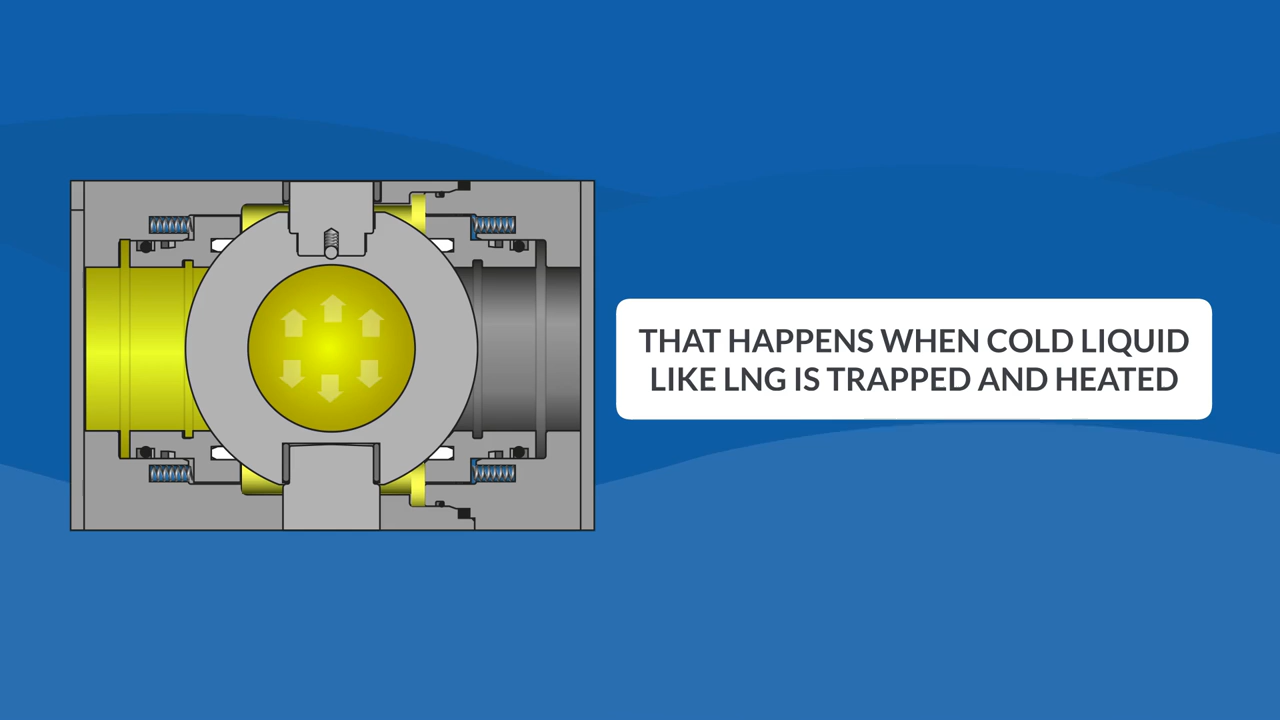 THAT HAPPENS WHEN COLD LIQUID
LIKE LNG IS TRAPPED AND HEATED